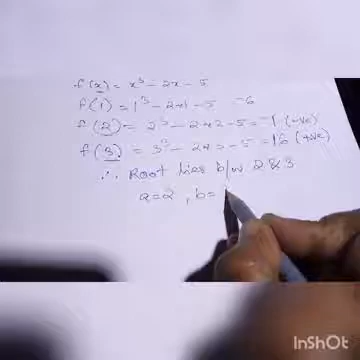 f(x) = x³ - 2x - 5
f(1) = 1³ - 2*1 - 5 -6
f(2) = 2³ - 2*2 - 5 = -1 (-ve)
f(3) = 3³ - 2*3 - 5 = 16 (+ve)
∴ Root lies b/w 2 & 3
a=2, b=
InShOt